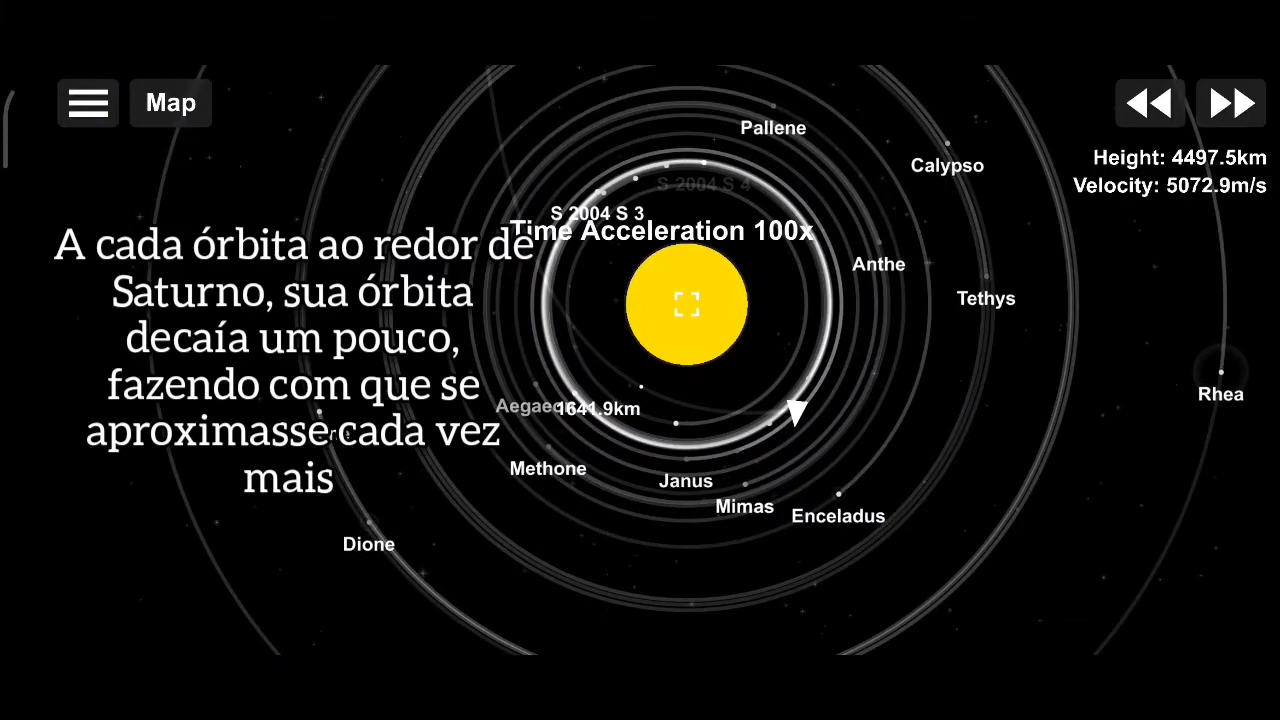 Map
Height: 4497.5km
Velocity: 5072.9m/s
Pallene
Calypso
S 2004 S 4
S 2004 S 3
Time Acceleration 100x
A cada órbita ao redor de
Saturno, sua órbita
decaía um pouco,
fazendo com que se
aproximasse cada vez
mais
Anthe
Tethys
Rhea
1641.9km
Methone
Janus
Mimas
Enceladus
Dione